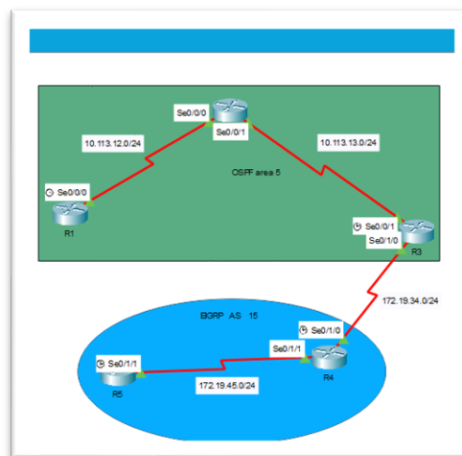 Se0/0/0
Se0/0/1
10.113.12.0/24
10.113.13.0/24
OSPF area 5
Se0/0/0
R1
Se0/0/1
Se0/1/0
R3
172.19.34.0/24
EIGRP AS 15
Se0/1/0
Se0/1/1
R4
Se0/1/1
R5
172.19.45.0/24